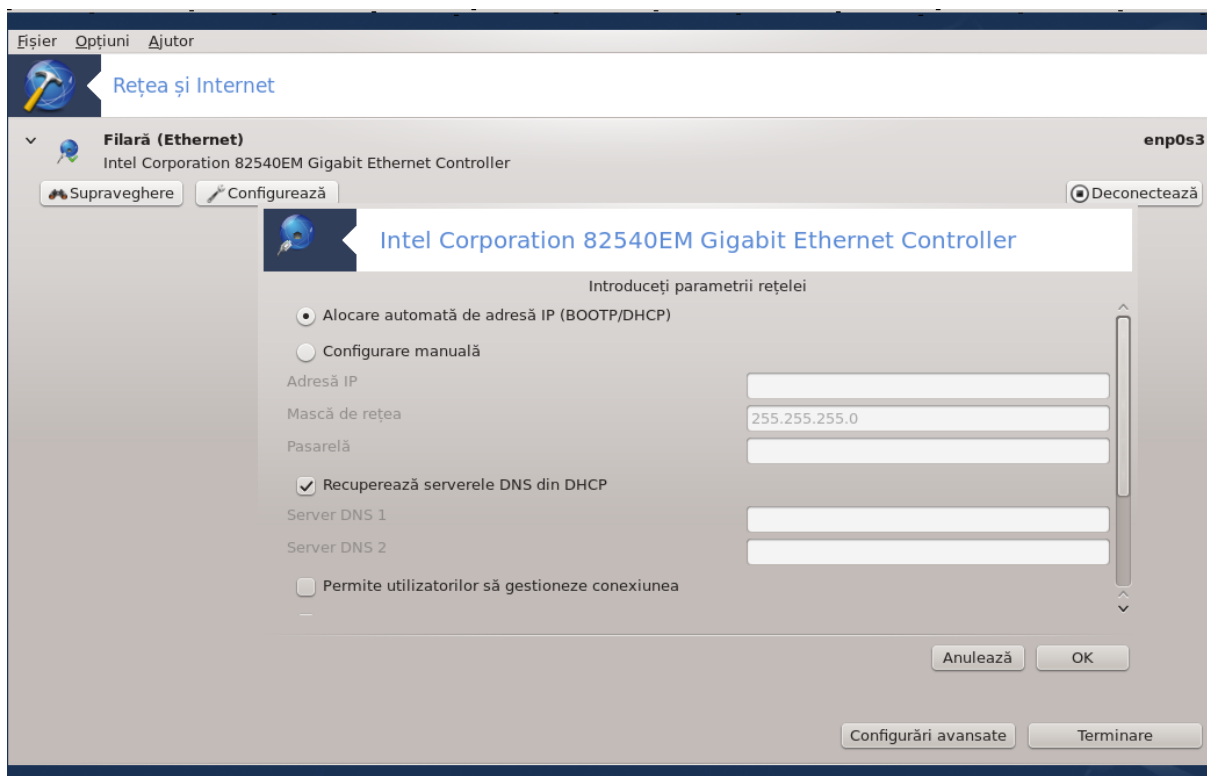 Fișier Opțiuni Ajutor
Rețea și Internet
Filară (Ethernet) enp0s3
Intel Corporation 82540EM Gigabit Ethernet Controller
Supraveghere Configurează Deconectează
Intel Corporation 82540EM Gigabit Ethernet Controller
Introduceți parametrii rețelei
Alocare automată de adresă IP (BOOTP/DHCP)
Configurare manuală
Adresă IP
Mască de rețea 255.255.255.0
Pasarelă
Recuperează serverele DNS din DHCP
Server DNS 1
Server DNS 2
Permite utilizatorilor să gestioneze conexiunea
Anulează OK
Configurări avansate Terminare